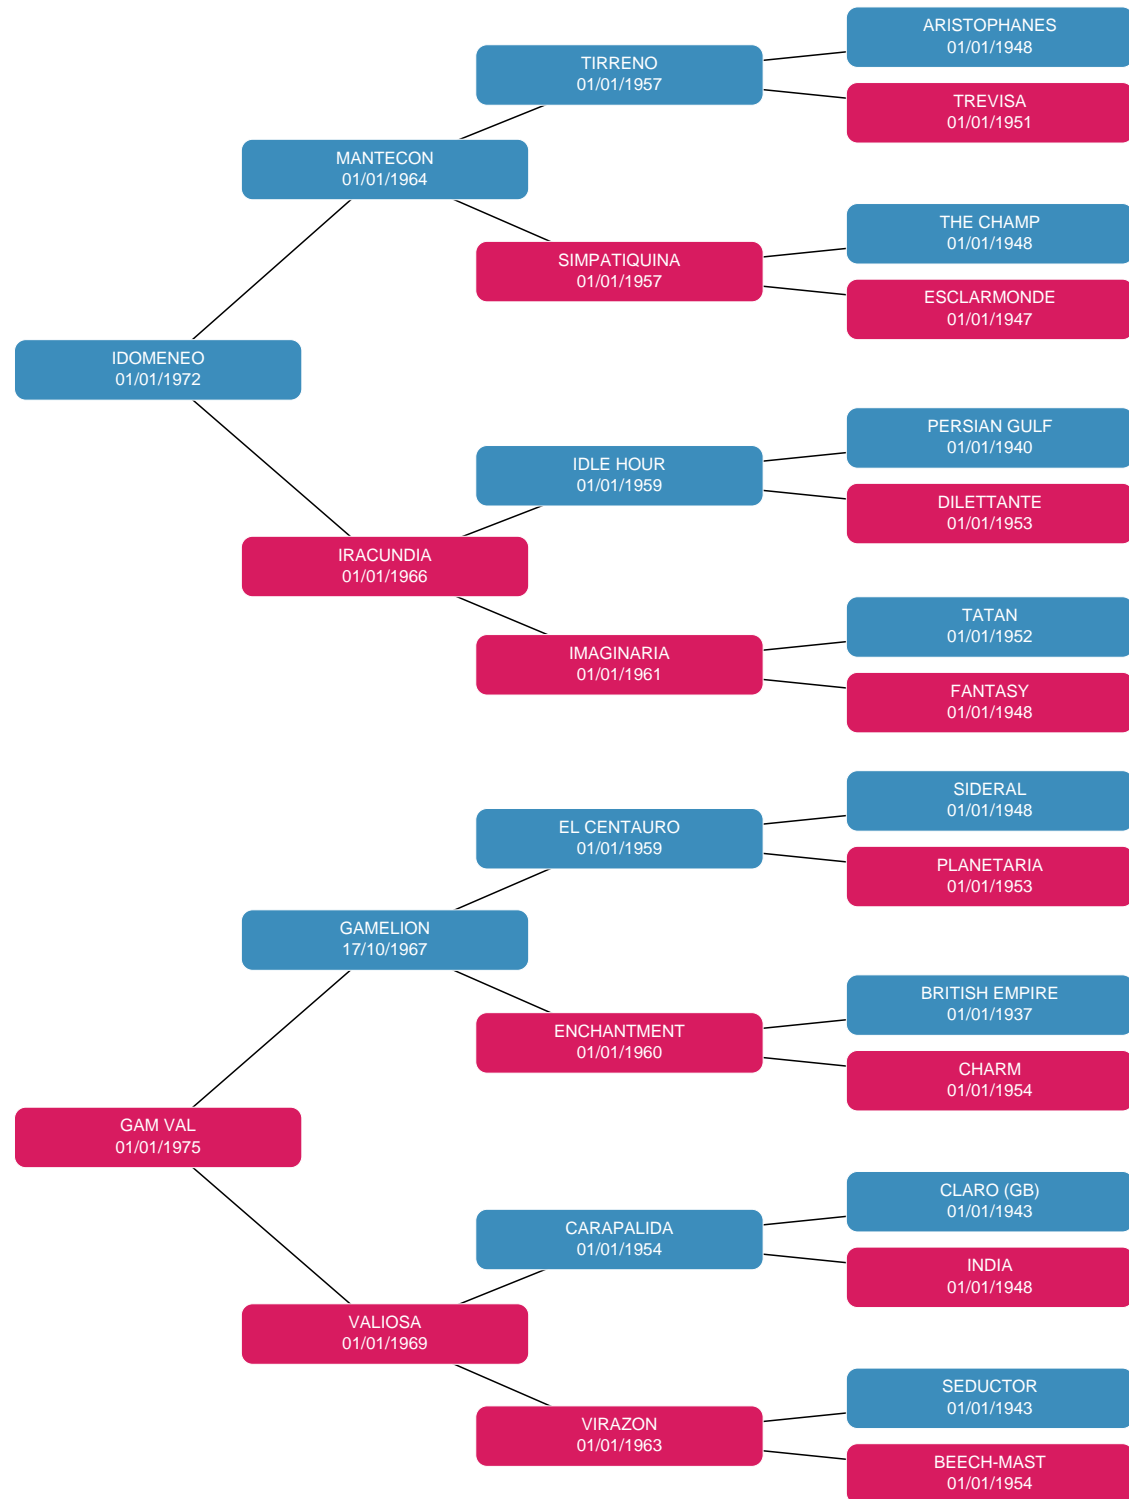 ARISTOPHANES
01/01/1948
TIRRENO
01/01/1957
TREVISA
01/01/1951
MANTECON
01/01/1964
THE CHAMP
01/01/1948
SIMPATIQUINA
01/01/1957
ESCLARMONDE
01/01/1947
IDOMENEO
01/01/1972
PERSIAN GULF
01/01/1940
IDLE HOUR
01/01/1959
DILETTANTE
01/01/1953
IRACUNDIA
01/01/1966
TATAN
01/01/1952
IMAGINARIA
01/01/1961
FANTASY
01/01/1948
SIDERAL
01/01/1948
EL CENTAURO
01/01/1959
PLANETARIA
01/01/1953
GAMELION
17/10/1967
BRITISH EMPIRE
01/01/1937
ENCHANTMENT
01/01/1960
CHARM
01/01/1954
GAM VAL
01/01/1975
CLARO (GB)
01/01/1943
CARAPALIDA
01/01/1954
INDIA
01/01/1948
VALIOSA
01/01/1969
SEDUCTOR
01/01/1943
VIRAZON
01/01/1963
BEECH-MAST
01/01/1954